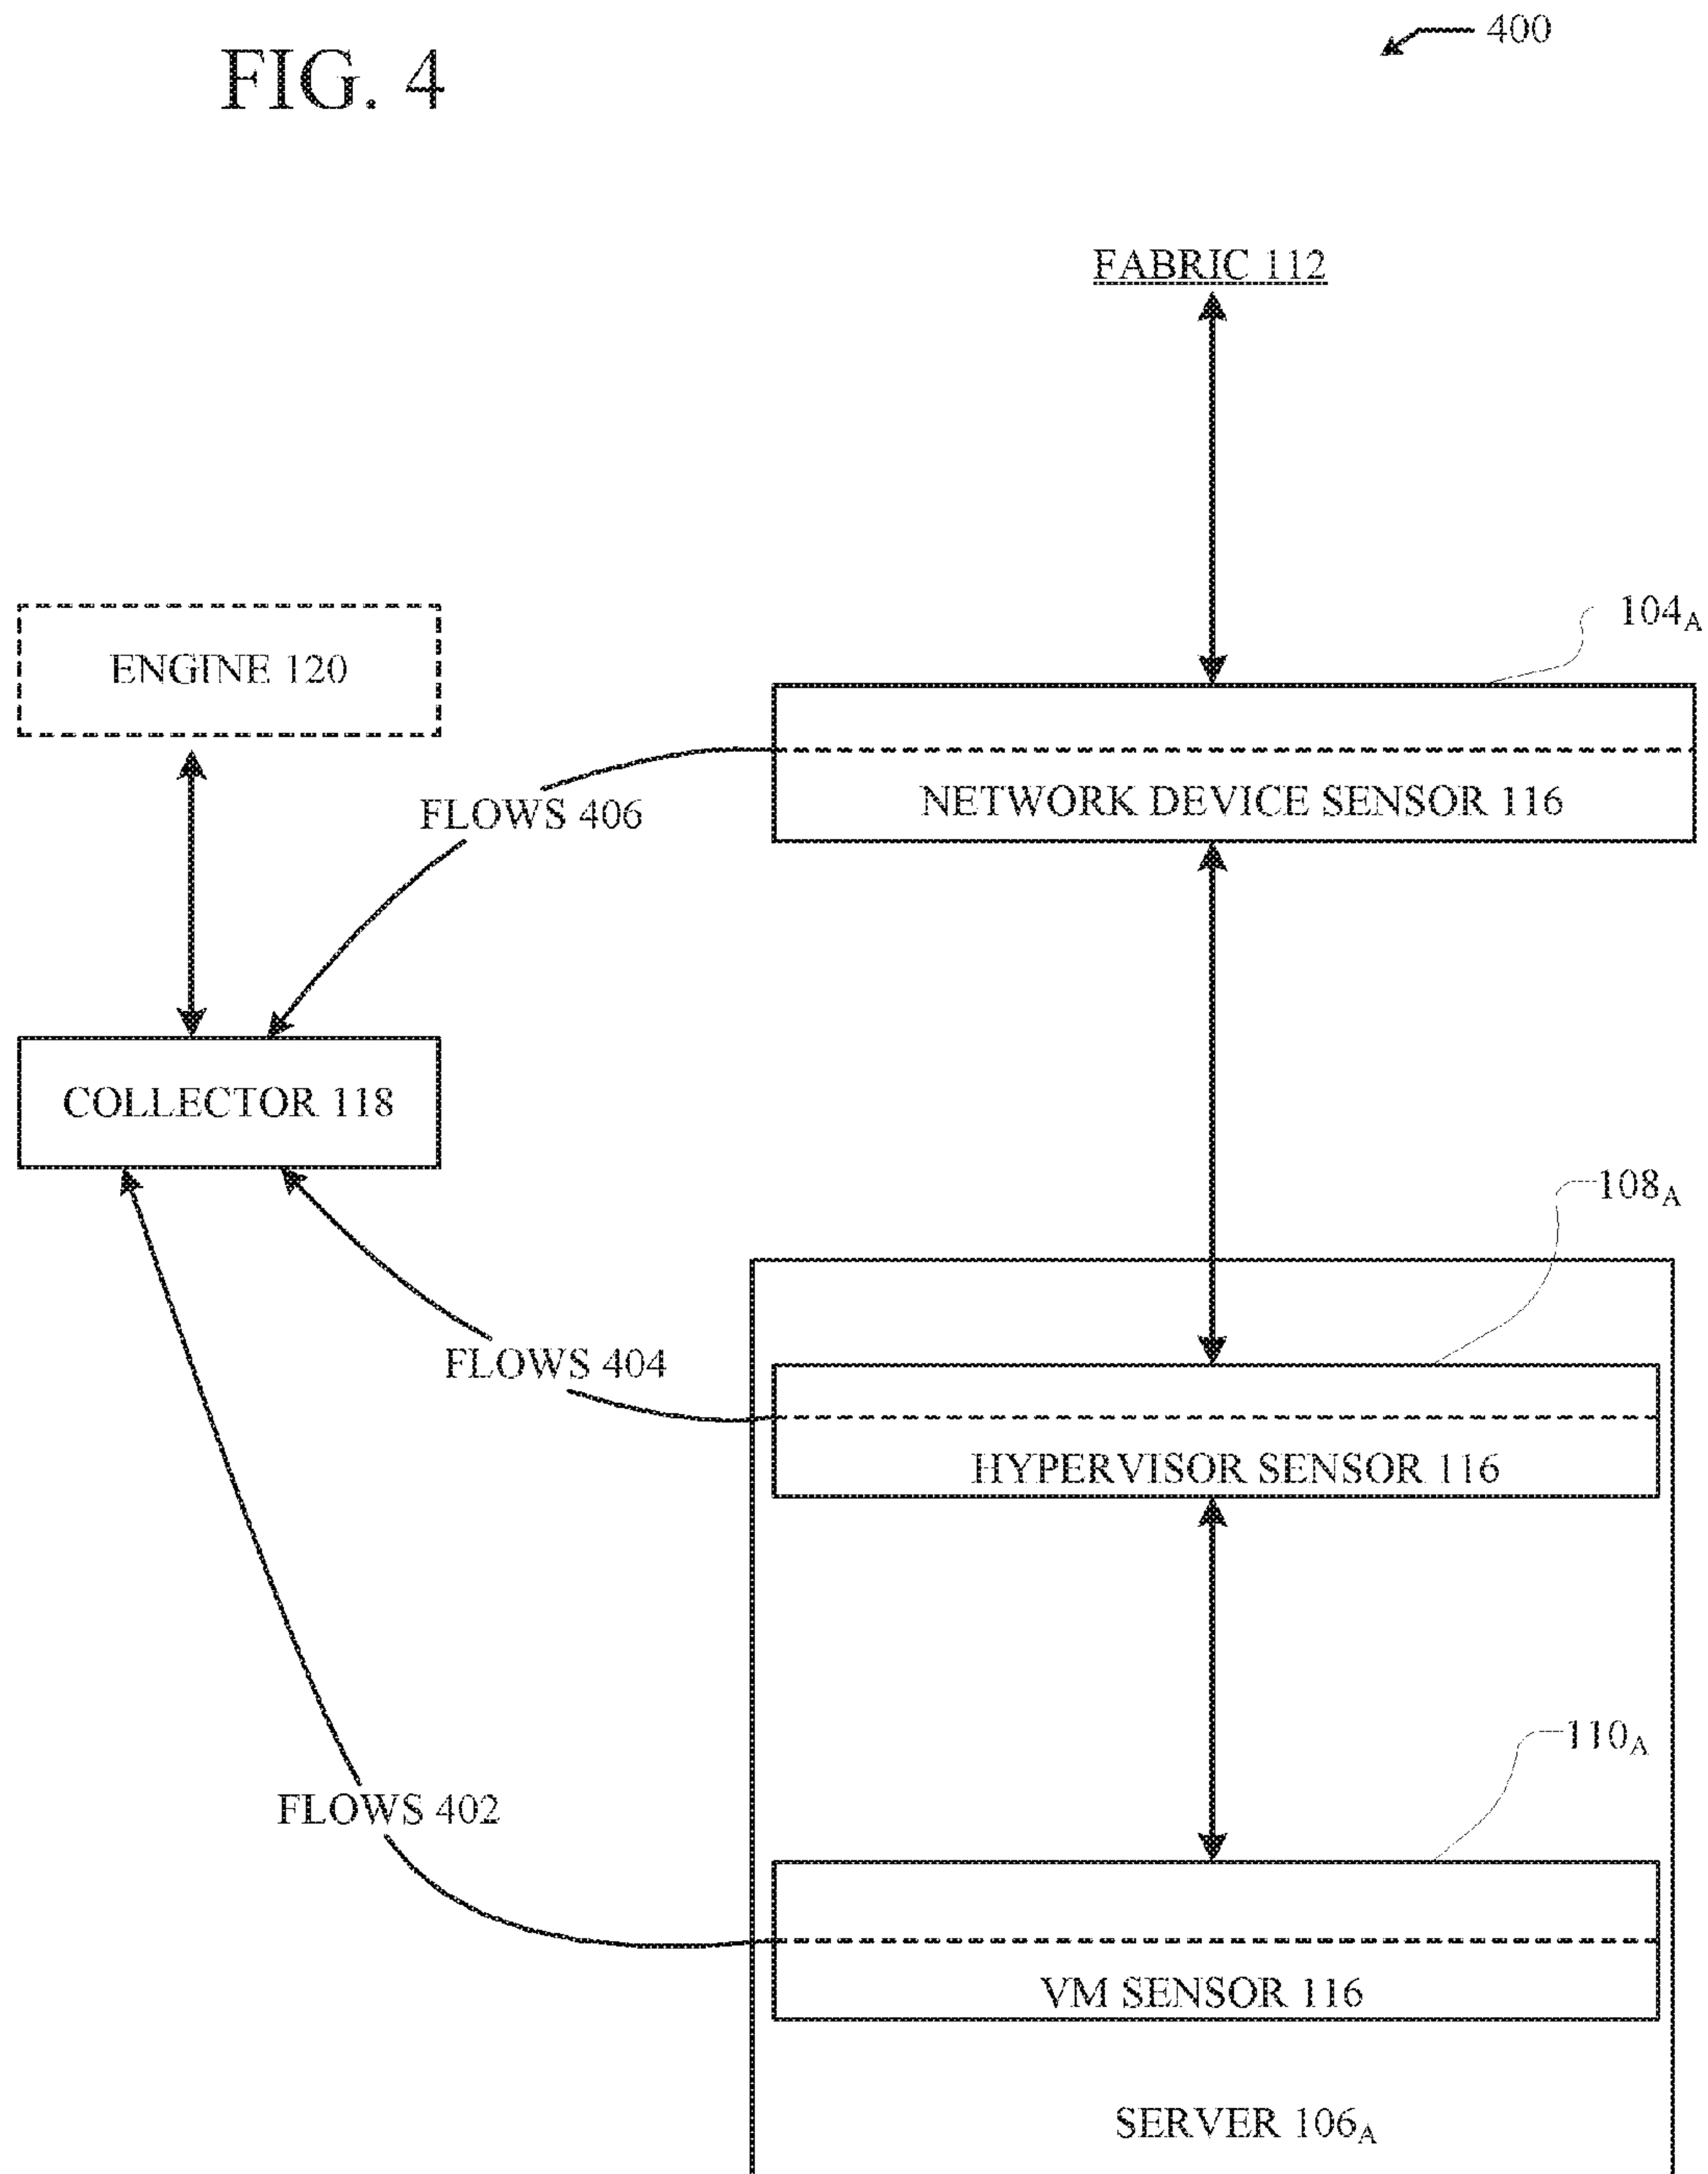 FIG. 4
400
FABRIC 112
104A
ENGINE 120
NETWORK DEVICE SENSOR 116
FLOWS 406
COLLECTOR 118
108A
FLOWS 404
HYPERVISOR SENSOR 116
110A
FLOWS 402
VM SENSOR 116
SERVER 106A